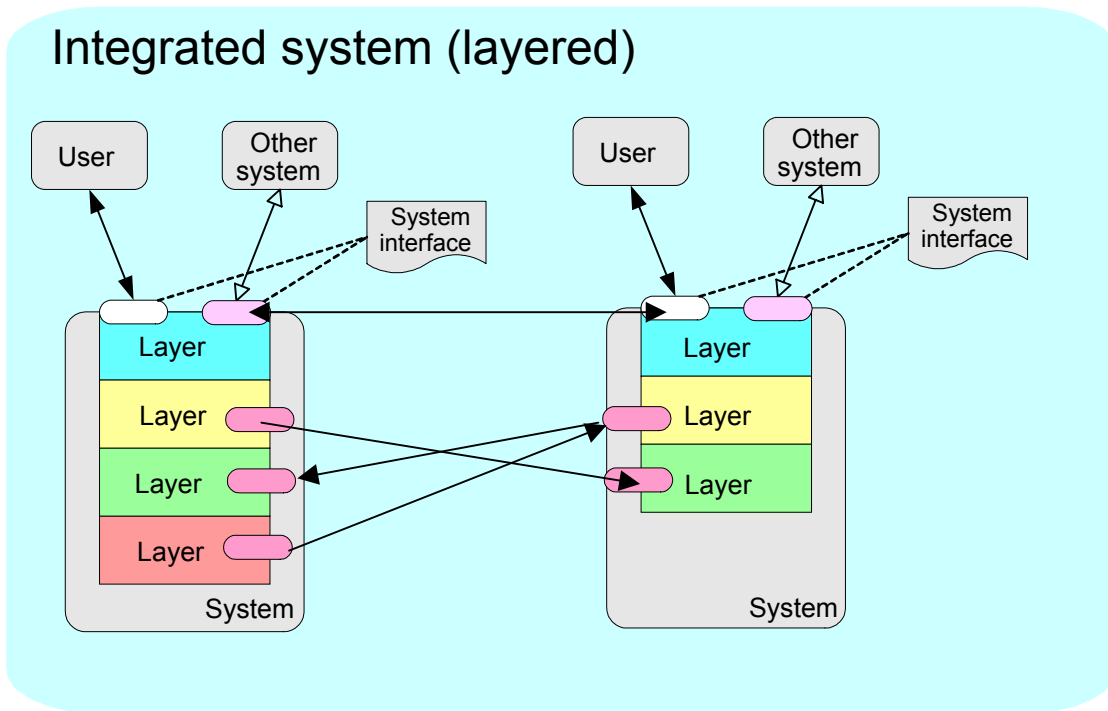 Integrated system (layered)
User
Other
system
System
interface
User
Other
system
System
interface
Layer
Layer
Layer
Layer
System
Layer
Layer
Layer
System